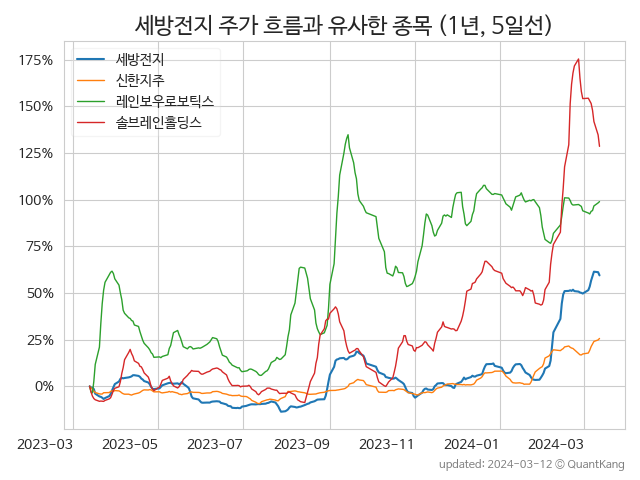 세방전지 주가 흐름과 유사한 종목 (1년, 5일선)
세방전지
신한지주
레인보우로보틱스
솔브레인홀딩스
175%
150%
125%
100%
75%
50%
25%
0%
2023-03 2023-05 2023-07 2023-09 2023-11 2024-01 2024-03
updated: 2024-03-12 © QuantKang